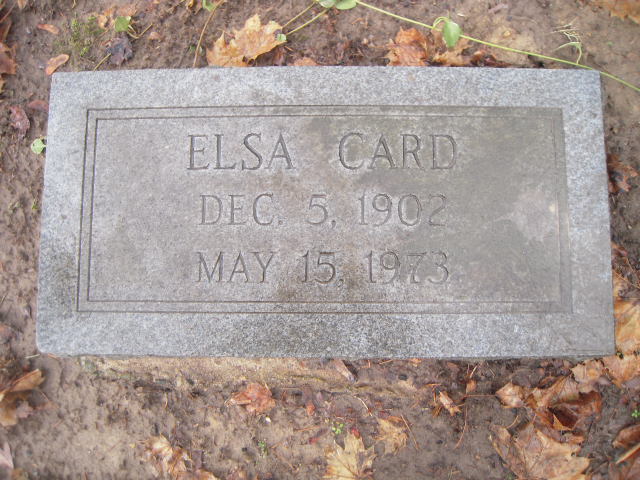 ELSA CARD
DEC. 5, 1902
MAY 15, 1973